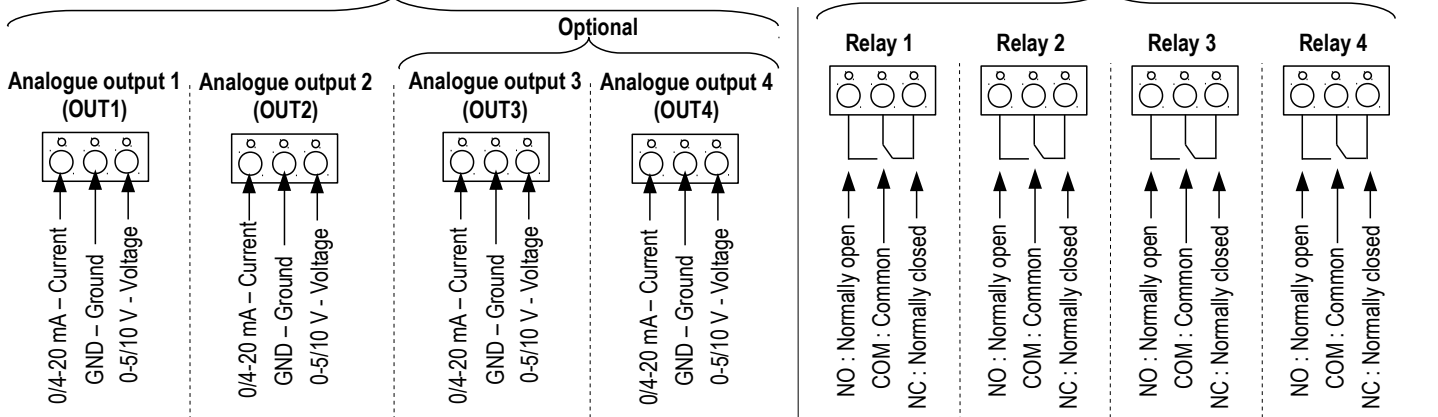 Optional
Analogue output 1
(OUT1)
Analogue output 2
(OUT2)
Analogue output 3
(OUT3)
Analogue output 4
(OUT4)
0/4-20 mA – Current
GND – Ground
0-5/10 V - Voltage
0/4-20 mA – Current
GND – Ground
0-5/10 V - Voltage
0/4-20 mA – Current
GND – Ground
0-5/10 V - Voltage
0/4-20 mA – Current
GND – Ground
0-5/10 V - Voltage
Relay 1
Relay 2
Relay 3
Relay 4
NO : Normally open
COM : Common
NC : Normally closed
NO : Normally open
COM : Common
NC : Normally closed
NO : Normally open
COM : Common
NC : Normally closed
NO : Normally open
COM : Common
NC : Normally closed